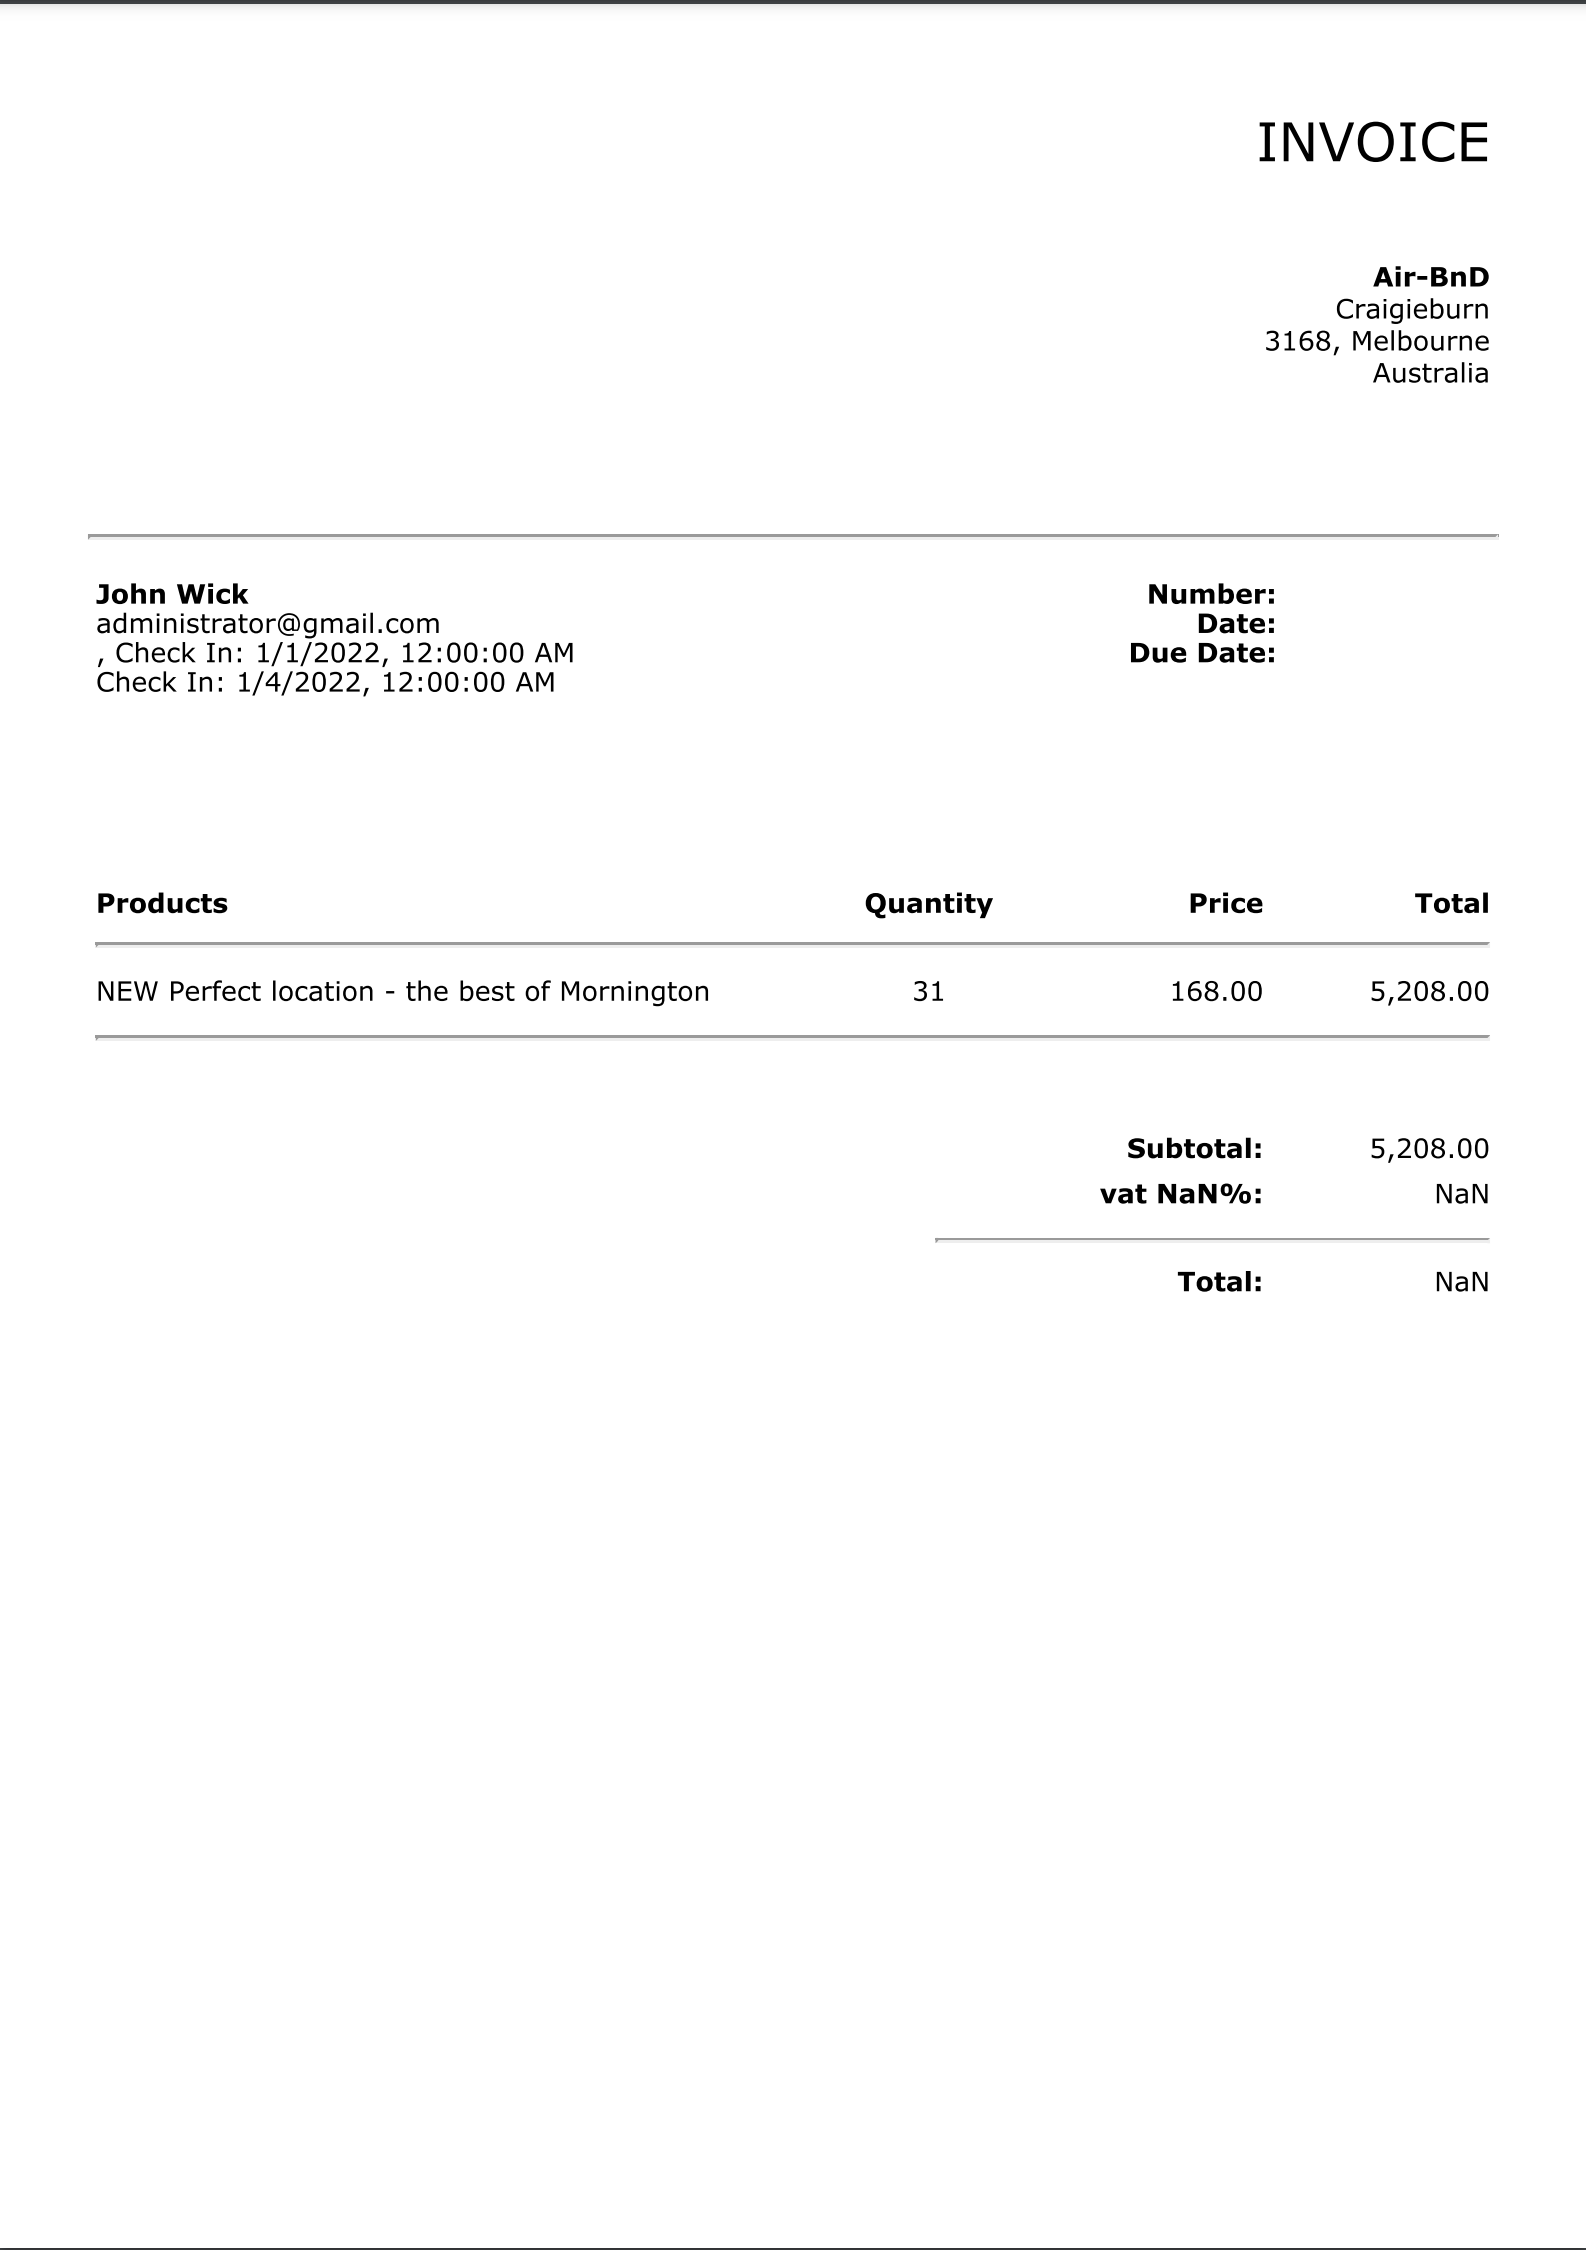 INVOICE
Air-BnD
Craigieburn
3168, Melbourne
Australia
John Wick
administrator@gmail.com
, Check In: 1/1/2022, 12:00:00 AM
Check In: 1/4/2022, 12:00:00 AM
Number:
Date:
Due Date:
Products Quantity Price Total
NEW Perfect location - the best of Mornington 31 168.00 5,208.00
Subtotal: 5,208.00
vat NaN%: NaN
Total: NaN